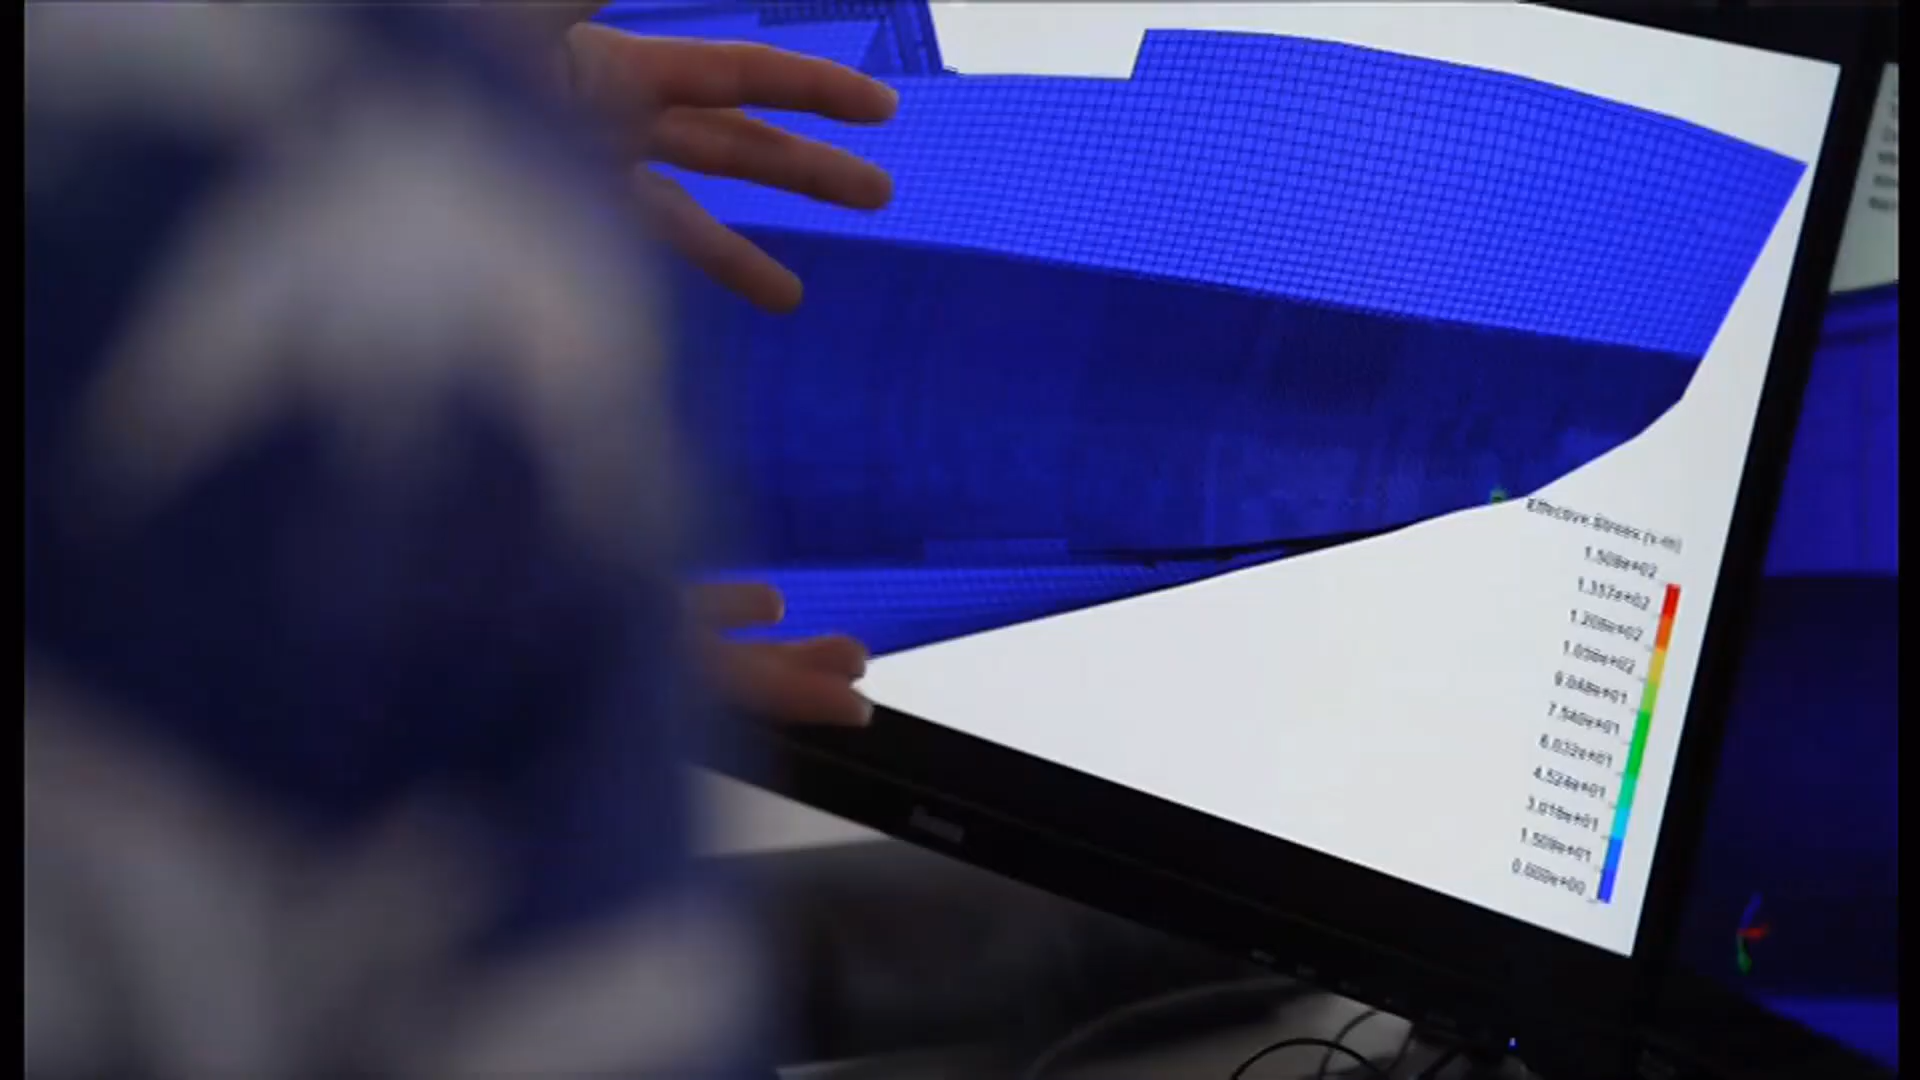 Effective Stress (v-m)
1.508e+02
1.357e+02
1.206e+02
1.056e+02
9.048e+01
7.540e+01
6.032e+01
4.524e+01
3.016e+01
1.508e+01
0.000e+00